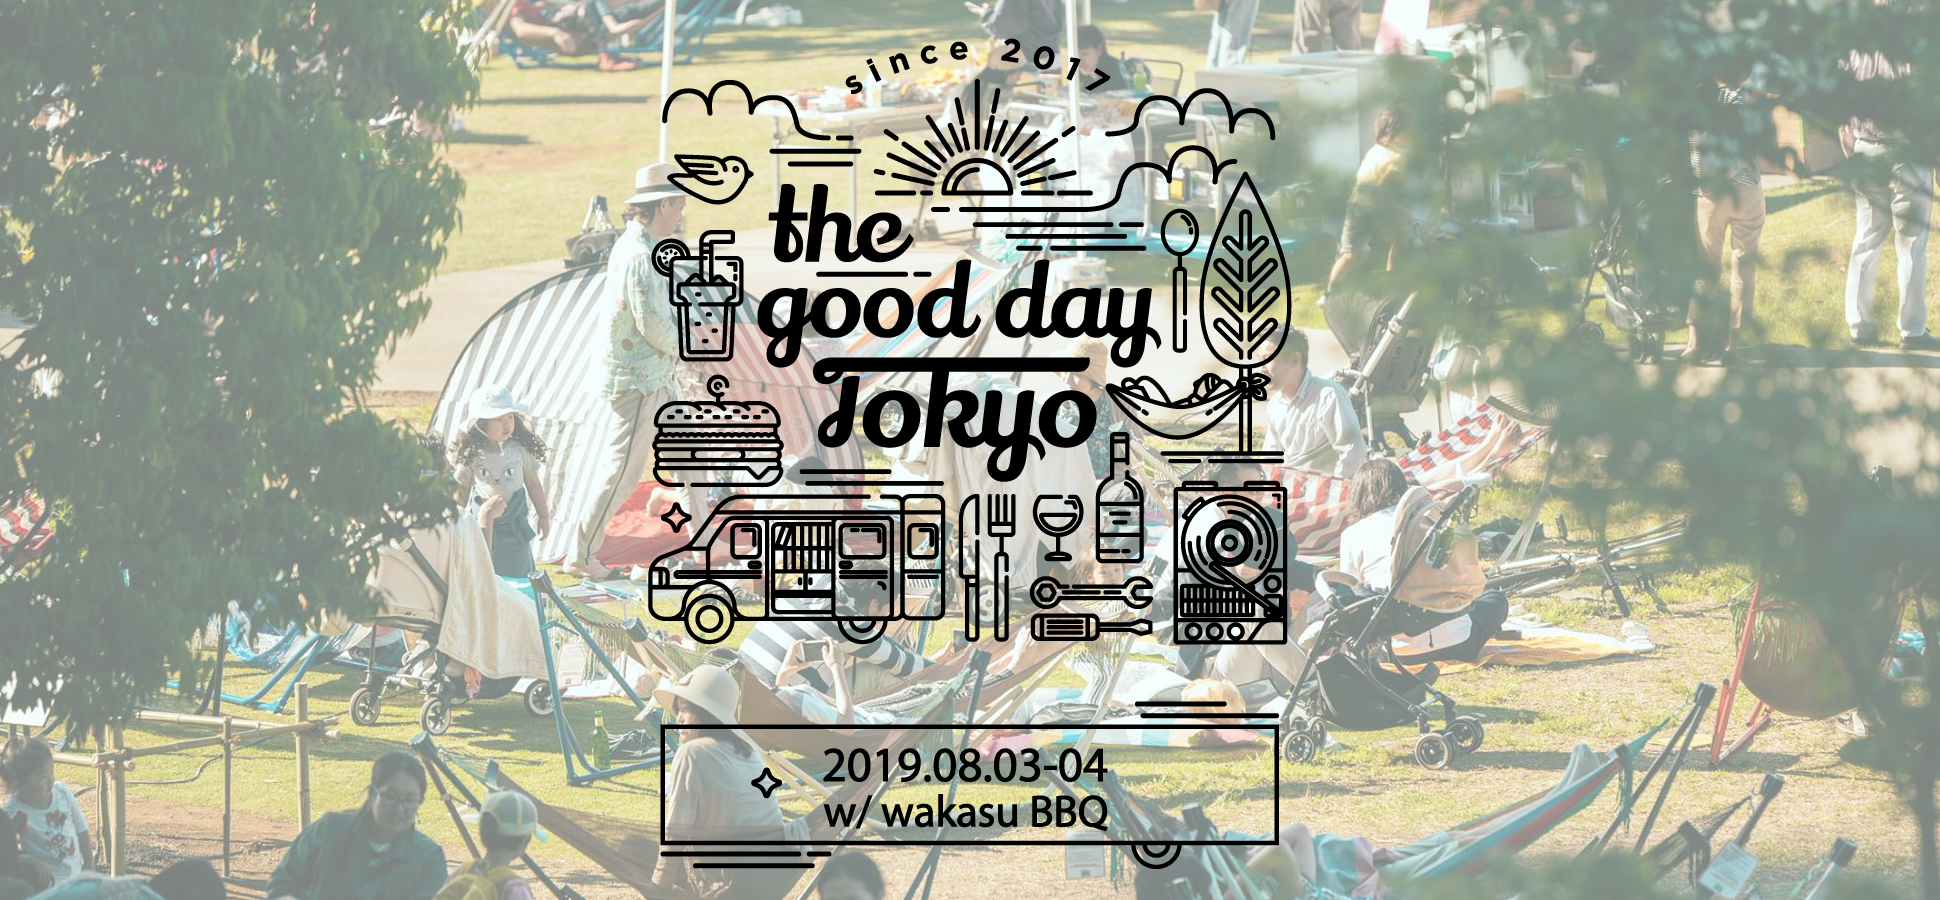 since 2017
the
good day
Tokyo
2019.08.03-04
w/ wakasu BBQ